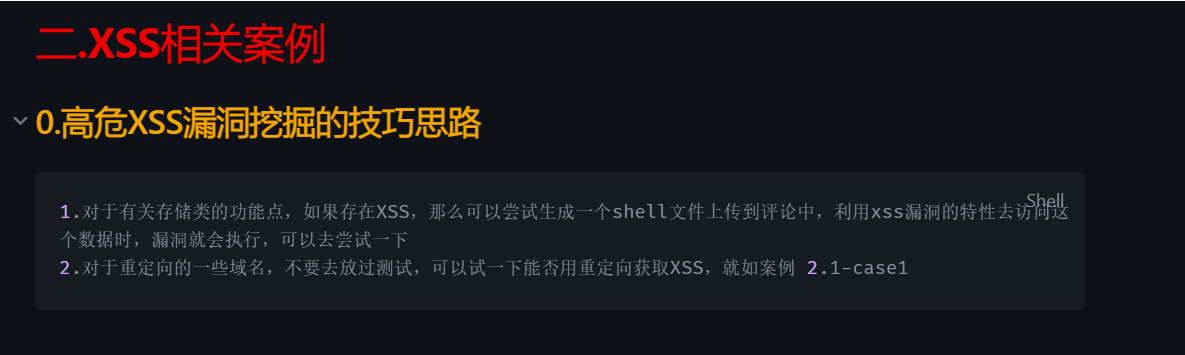 二.XSS相关案例
0.高危XSS漏洞挖掘的技巧思路
Shell
1.对于有关存储类的功能点，如果存在XSS，那么可以尝试生成一个shell文件上传到评论中，利用xss漏洞的特性去访问这
个数据时，漏洞就会执行，可以去尝试一下
2.对于重定向的一些域名，不要去放过测试，可以试一下能否用重定向获取XSS，就如案例 2.1-case1